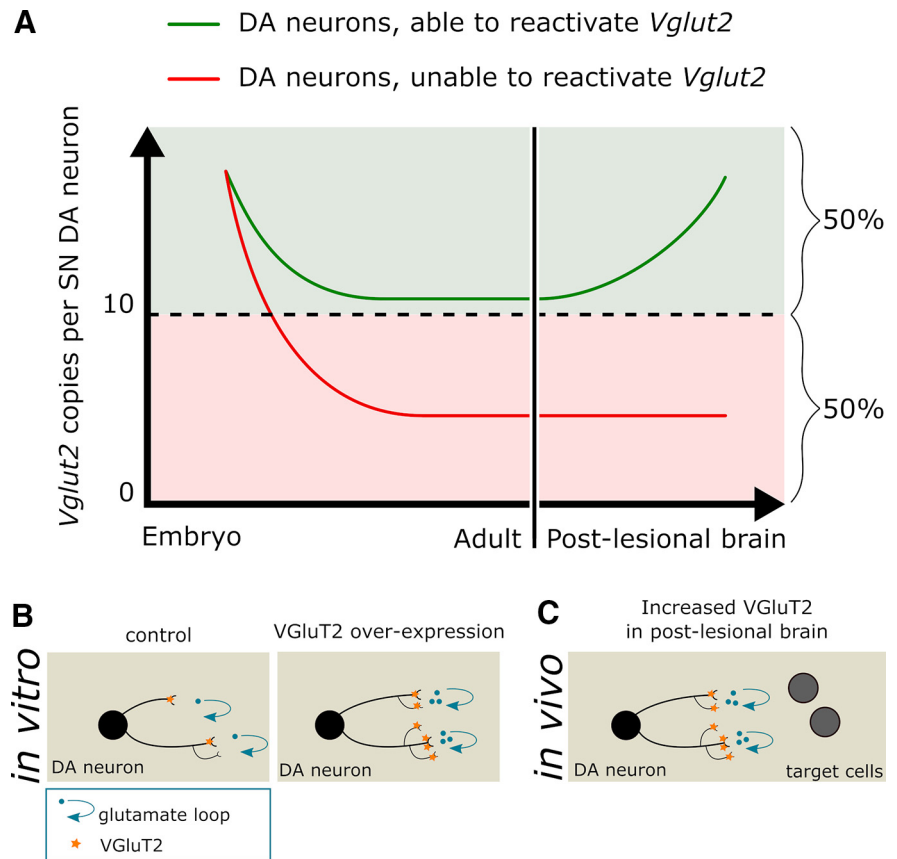 A
DA neurons, able to reactivate Vglut2
DA neurons, unable to reactivate Vglut2
Vglut2 copies per SN DA neuron
10
0
50%
50%
Embryo
Adult
Post-lesional brain
B
in vitro
control
DA neuron
VGluT2 over-expression
DA neuron
glutamate loop
VGluT2
C
in vivo
Increased VGluT2
in post-lesional brain
DA neuron
target cells